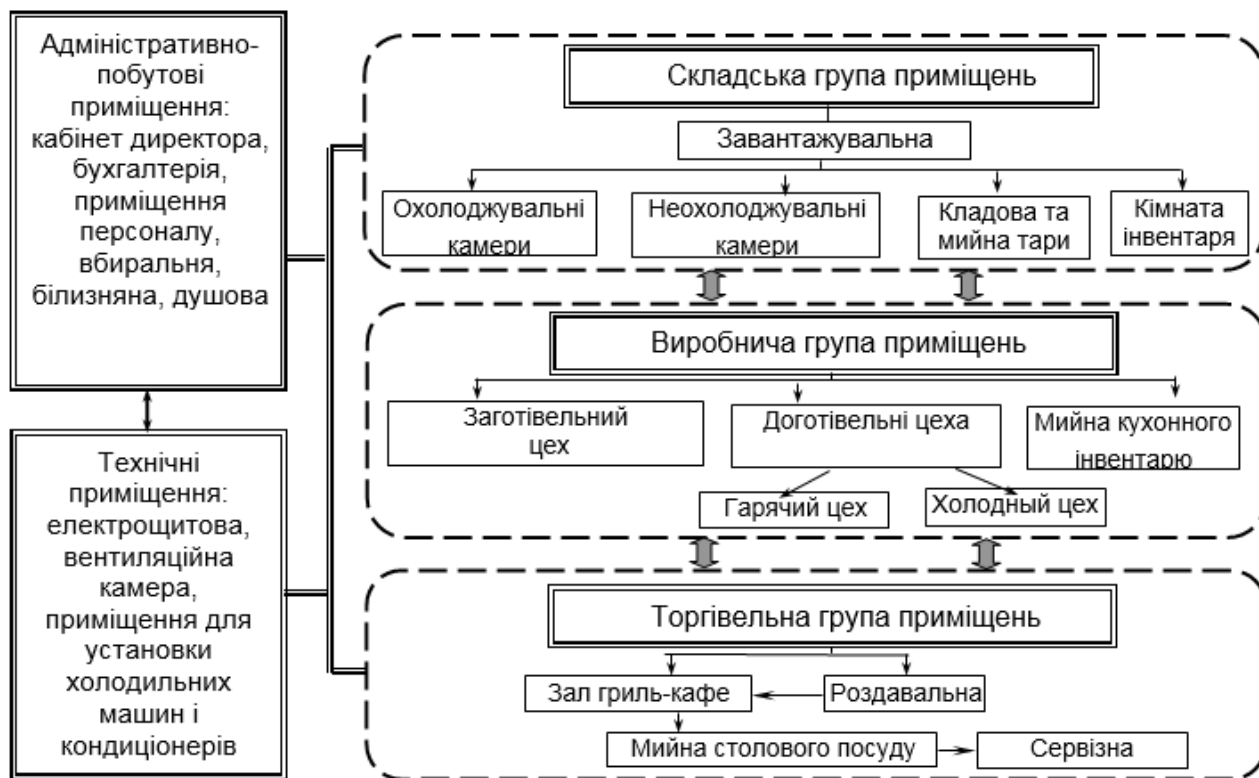 Адміністративно-
побутові
приміщення:
кабінет директора,
бухгалтерія,
приміщення
персоналу,
вбиральня,
білизняна, душова
Технічні
приміщення:
електрощитова,
вентиляційна
камера,
приміщення для
установки
холодильних
машин і
кондиціонерів
Складська група приміщень
Завантажувальна
Охолоджувальні
камери
Неохолоджувальні
камери
Кладова та
мийна тари
Кімната
інвентаря
Виробнича група приміщень
Заготівельний
цех
Доготівельні цеха
Мийна кухонного
інвентарю
Гарячий цех
Холодный цех
Торгівельна група приміщень
Зал гриль-кафе
Роздавальна
Мийна столового посуду
Сервізна